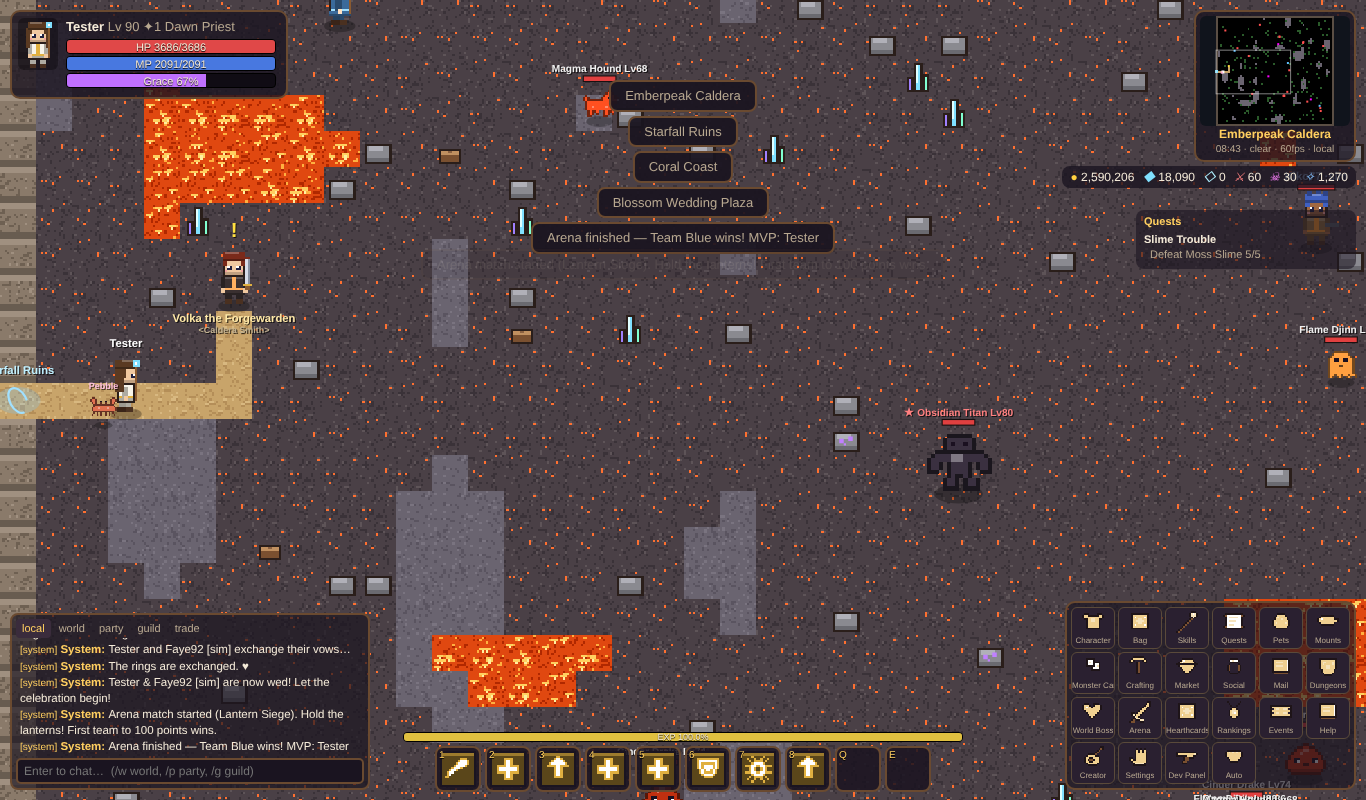 Tester Lv 90 ✦1 Dawn Priest
HP 3686/3686
MP 2091/2091
Grace 67%
Magma Hound Lv68
Emberpeak Caldera
Starfall Ruins
Coral Coast
Blossom Wedding Plaza
Arena finished — Team Blue wins! MVP: Tester
Emberpeak Caldera
08:43 · clear · 60fps · local
2,590,206 18,090 0 60 30 1,270
Quests
Slime Trouble
Defeat Moss Slime 5/5
!
Volka the Forgewarden
<Caldera Smith>
Tester
rfall Ruins
Pebble
Flame Djinn L
★ Obsidian Titan Lv80
local world party guild trade
[system] System: Tester and Faye92 [sim] exchange their vows…
[system] System: The rings are exchanged. ♥
[system] System: Tester & Faye92 [sim] are now wed! Let the
celebration begin!
[system] System: Arena match started (Lantern Siege). Hold the
lanterns! First team to 100 points wins.
[system] System: Arena finished — Team Blue wins! MVP: Tester
Enter to chat… (/w world, /p party, /g guild)
EXP 100.0%
1 2 3 4 5 6 7 8 Q E
Character Bag Skills Quests Pets Mounts
Monster Ca Crafting Market Social Mail Dungeons
World Boss Arena Hearthcards Rankings Events Help
Creator Settings Dev Panel Auto
Cinder Drake Lv74